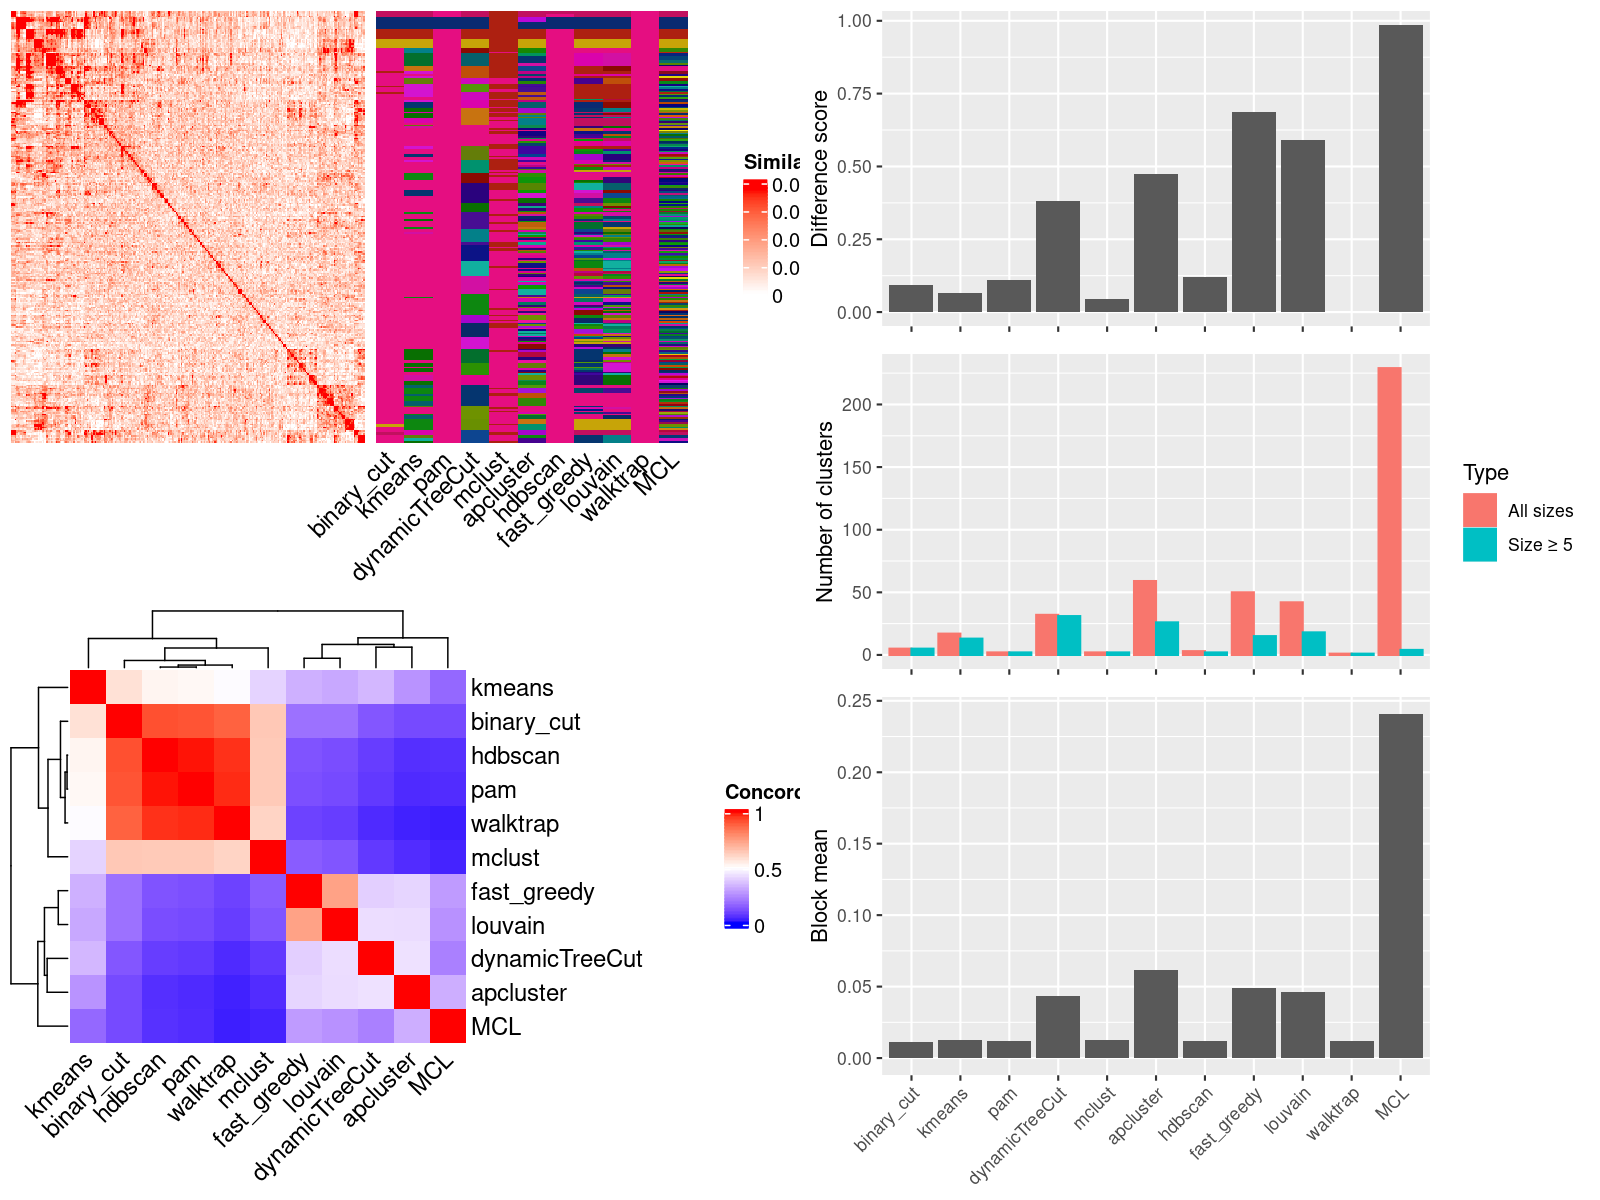 binary_cut
kmeans
pam
dynamicTreeCut
mclust
apcluster
hdbscan
fast_greedy
louvain
walktrap
MCL
Simila
0.0
0.0
0.0
0.0
0
kmeans
binary_cut
hdbscan
pam
walktrap
mclust
fast_greedy
louvain
dynamicTreeCut
apcluster
MCL
kmeans
binary_cut
hdbscan
pam
walktrap
mclust
fast_greedy
louvain
dynamicTreeCut
apcluster
MCL
Concord
1
0.5
0
Difference score
1.00
0.75
0.50
0.25
0.00
Number of clusters
200
150
100
50
0
Type
All sizes
Size ≥ 5
Block mean
0.25
0.20
0.15
0.10
0.05
0.00
binary_cut
kmeans
pam
dynamicTreeCut
mclust
apcluster
hdbscan
fast_greedy
louvain
walktrap
MCL